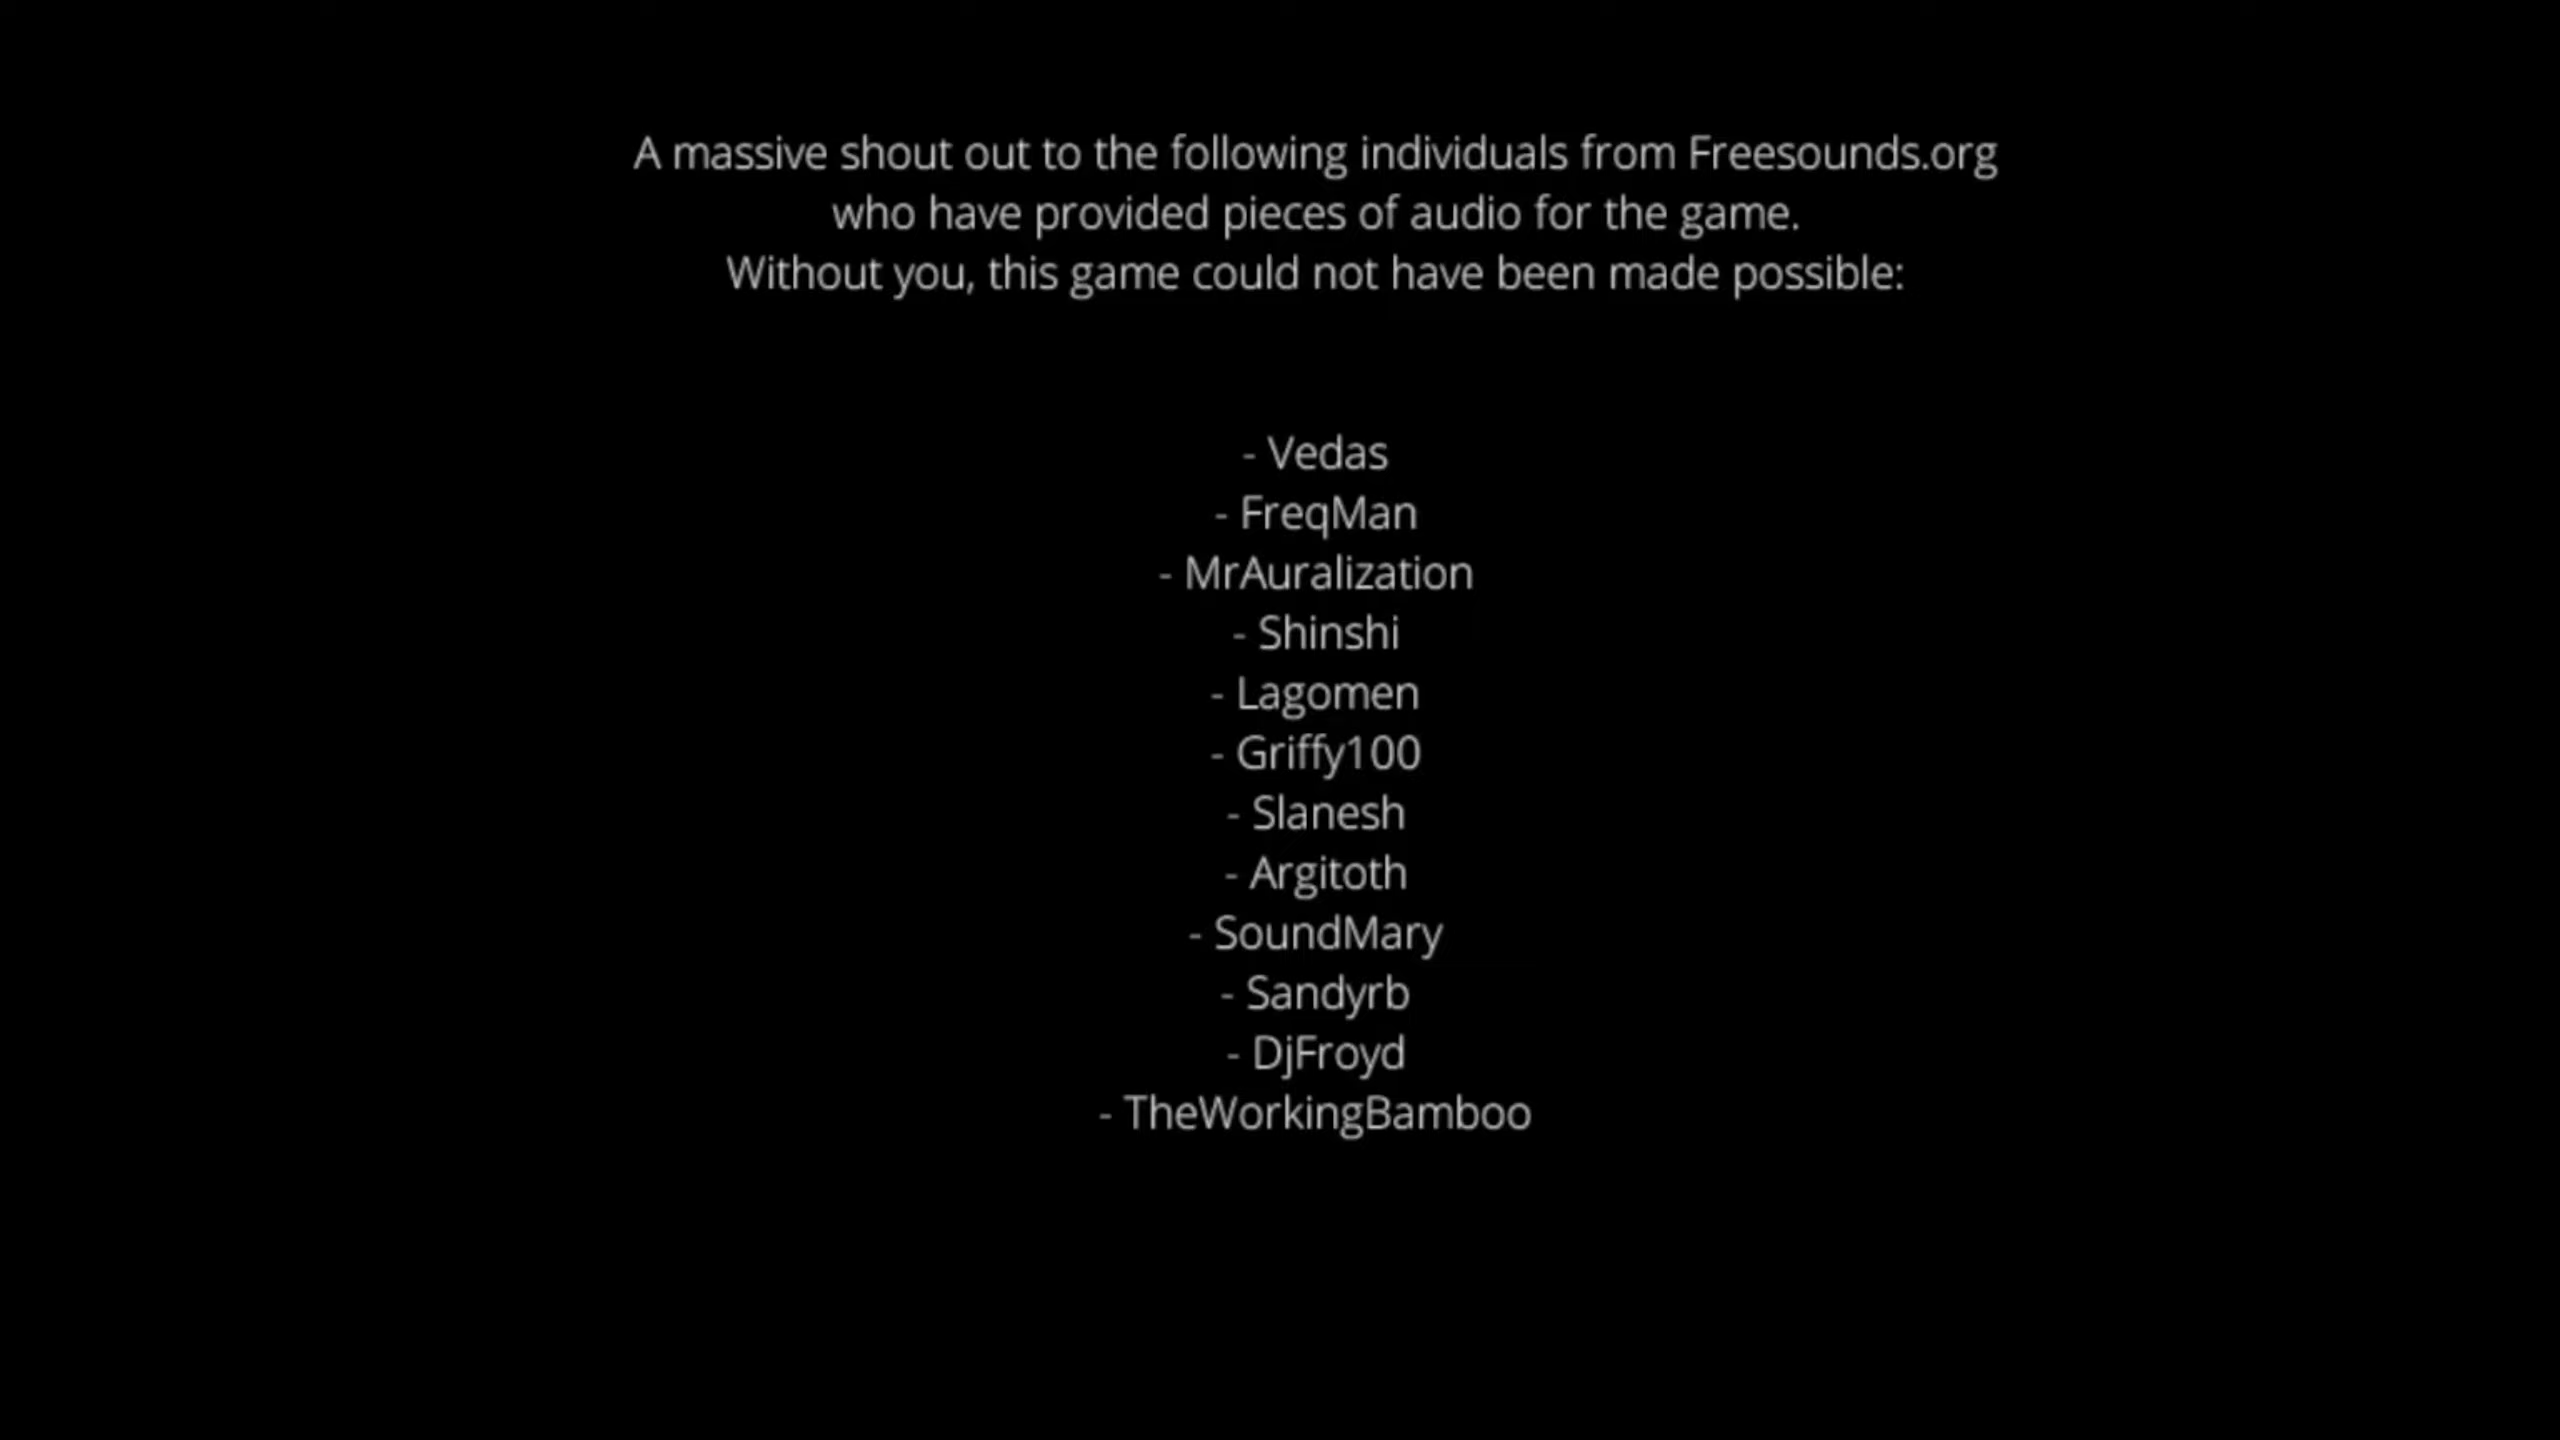 A massive shout out to the following individuals from Freesounds.org
who have provided pieces of audio for the game.
Without you, this game could not have been made possible:
- Vedas
- FreqMan
- MrAuralization
- Shinshi
- Lagomen
- Griffy100
- Slanesh
- Argitoth
- SoundMary
- Sandyrb
- DjFroyd
- TheWorkingBamboo